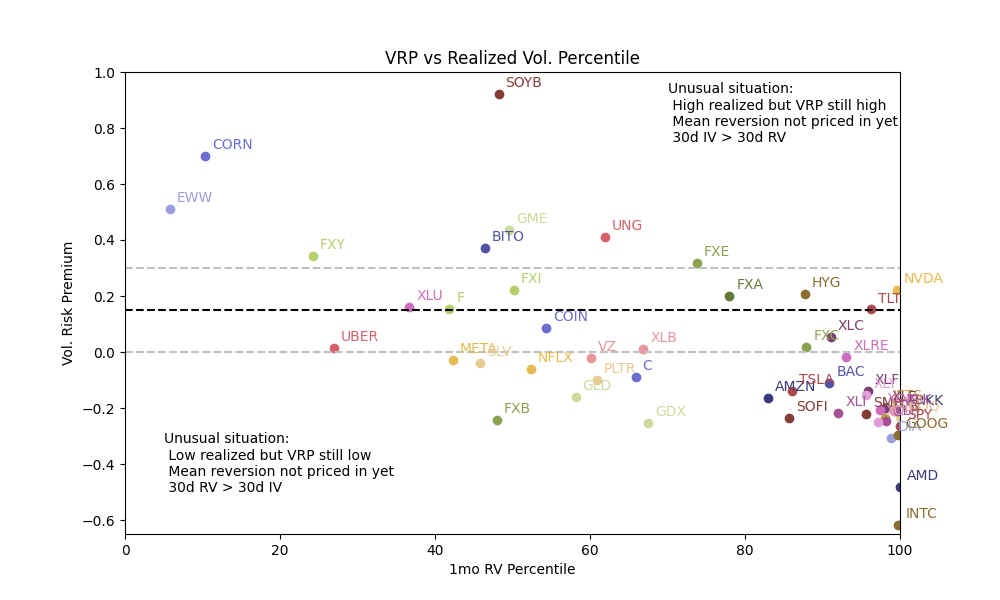 VRP vs Realized Vol. Percentile
Vol. Risk Premium
1.0
0.8
0.6
0.4
0.2
0.0
−0.2
−0.4
−0.6
Unusual situation:
High realized but VRP still high
Mean reversion not priced in yet
30d IV > 30d RV
SOYB
CORN
EWW
GME
UNG
BITO
FXY
FXE
FXI
FXA
HYG
NVDA
XLU
F
TLT
COIN
XLC
UBER
XLB
FXC
META
SLV
VZ
XLRE
NFLX
PLTR
C
BAC
XLF
TSLA
AMZN
GLD
XLI
SOFI
FXB
GDX
SPY
GOOG
DIA
AMD
INTC
Unusual situation:
Low realized but VRP still low
Mean reversion not priced in yet
30d RV > 30d IV
0
20
40
60
80
100
1mo RV Percentile